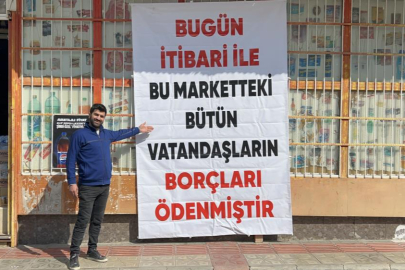 BUGÜN
İTİBARİ İLE
BU MARKETTEKİ
BÜTÜN
VATANDAŞLARIN
BORÇLARI
ÖDENMİŞTİR